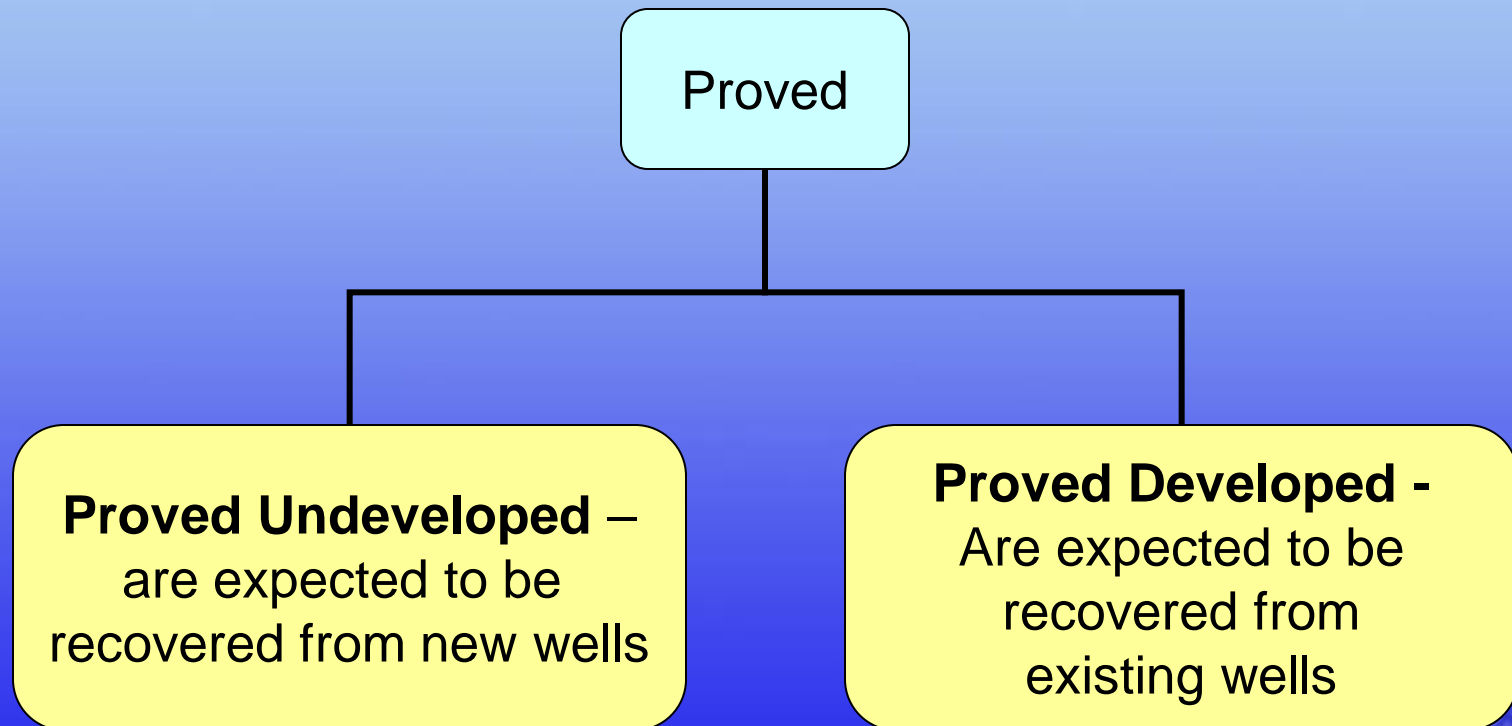 Proved
Proved Undeveloped –
are expected to be
recovered from new wells
Proved Developed -
Are expected to be
recovered from
existing wells